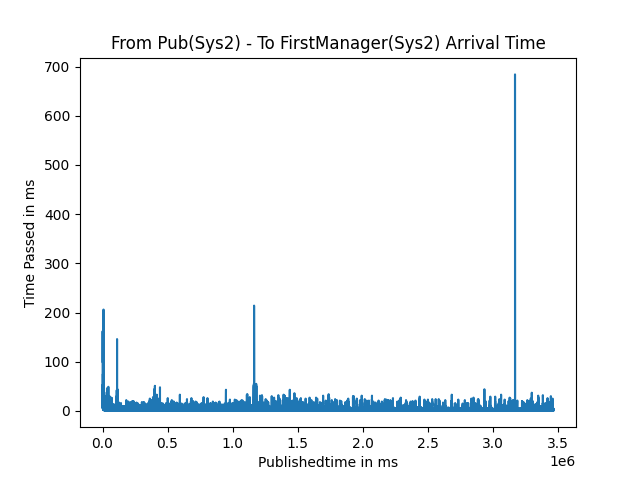 From Pub(Sys2) - To FirstManager(Sys2) Arrival Time
700
600
500
400
300
200
100
0
Time Passed in ms
0.0 0.5 1.0 1.5 2.0 2.5 3.0 3.5
1e6
Publishedtime in ms